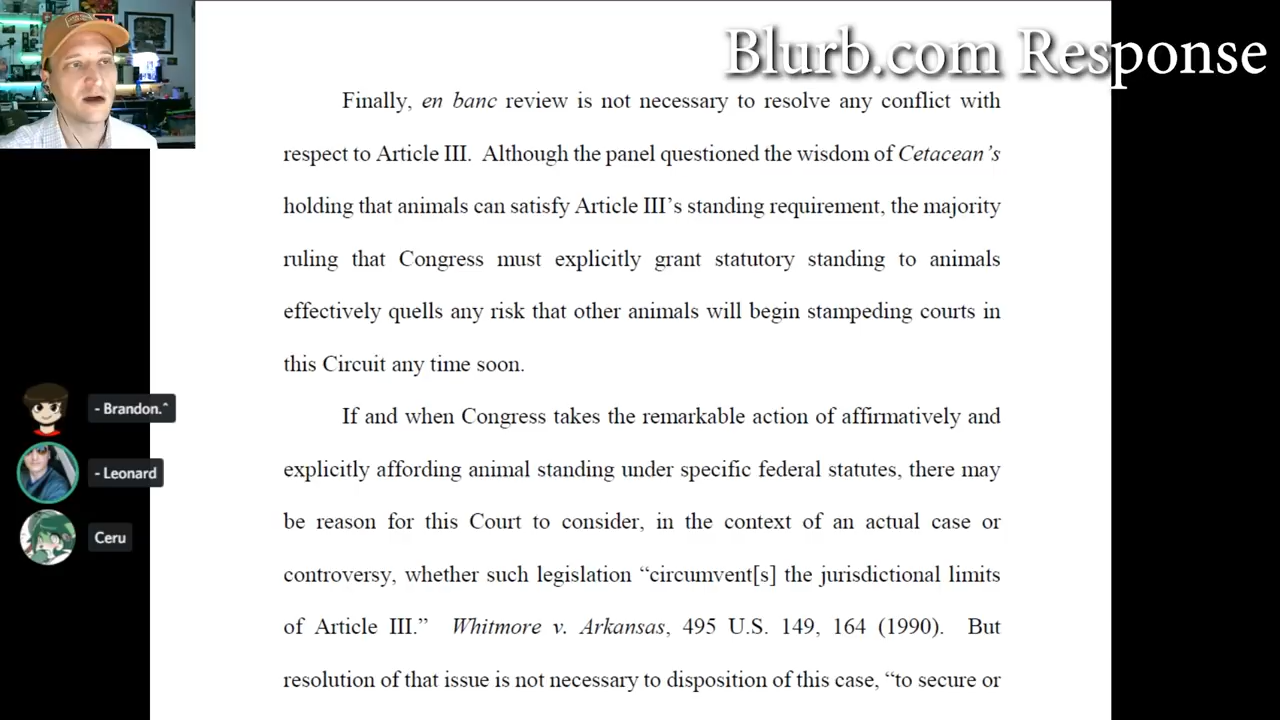 Blurb.com Response
Finally, en banc review is not necessary to resolve any conflict with
respect to Article III. Although the panel questioned the wisdom of Cetacean’s
holding that animals can satisfy Article III’s standing requirement, the majority
ruling that Congress must explicitly grant statutory standing to animals
effectively quells any risk that other animals will begin stampeding courts in
this Circuit any time soon.
If and when Congress takes the remarkable action of affirmatively and
explicitly affording animal standing under specific federal statutes, there may
be reason for this Court to consider, in the context of an actual case or
controversy, whether such legislation “circumvent[s] the jurisdictional limits
of Article III.” Whitmore v. Arkansas, 495 U.S. 149, 164 (1990). But
resolution of that issue is not necessary to disposition of this case, “to secure or
- Brandon.^
- Leonard
Ceru